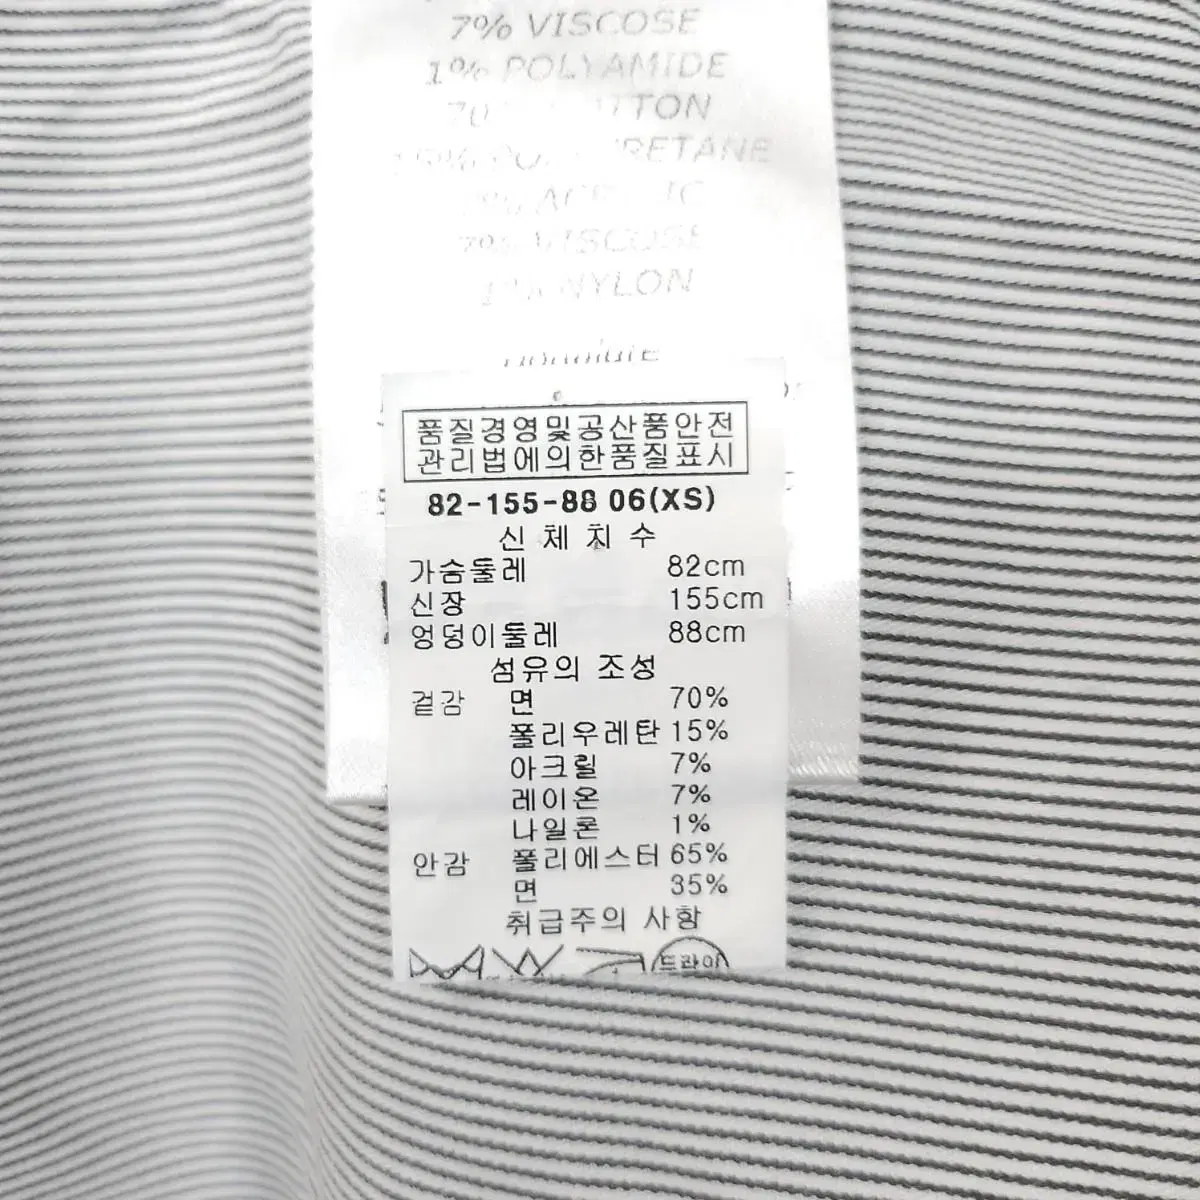 7% VISCOSE
1% POLYAMIDE
VISCOSE
NYLON
품질경영및공산품안전
관리법에의한품질표시
82-155-88 06(XS)
신 체 치 수
가슴둘레 82cm
신장 155cm
엉덩이둘레 88cm
섬유의 조성
겉감 면 70%
폴리우레탄 15%
아크릴 7%
레이온 7%
나일론 1%
안감 폴리에스터 65%
면 35%
취급주의 사항
드라이